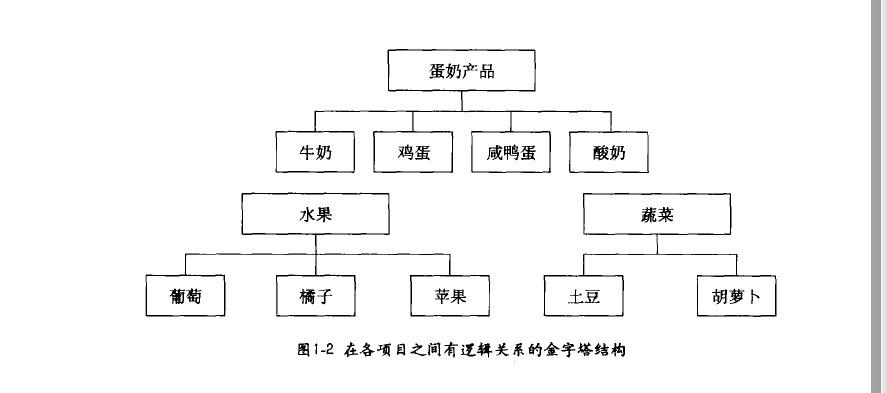 蛋奶产品
牛奶 鸡蛋 咸鸭蛋 酸奶
水果 蔬菜
葡萄 橘子 苹果 土豆 胡萝卜
图1-2 在各项目之间有逻辑关系的金字塔结构